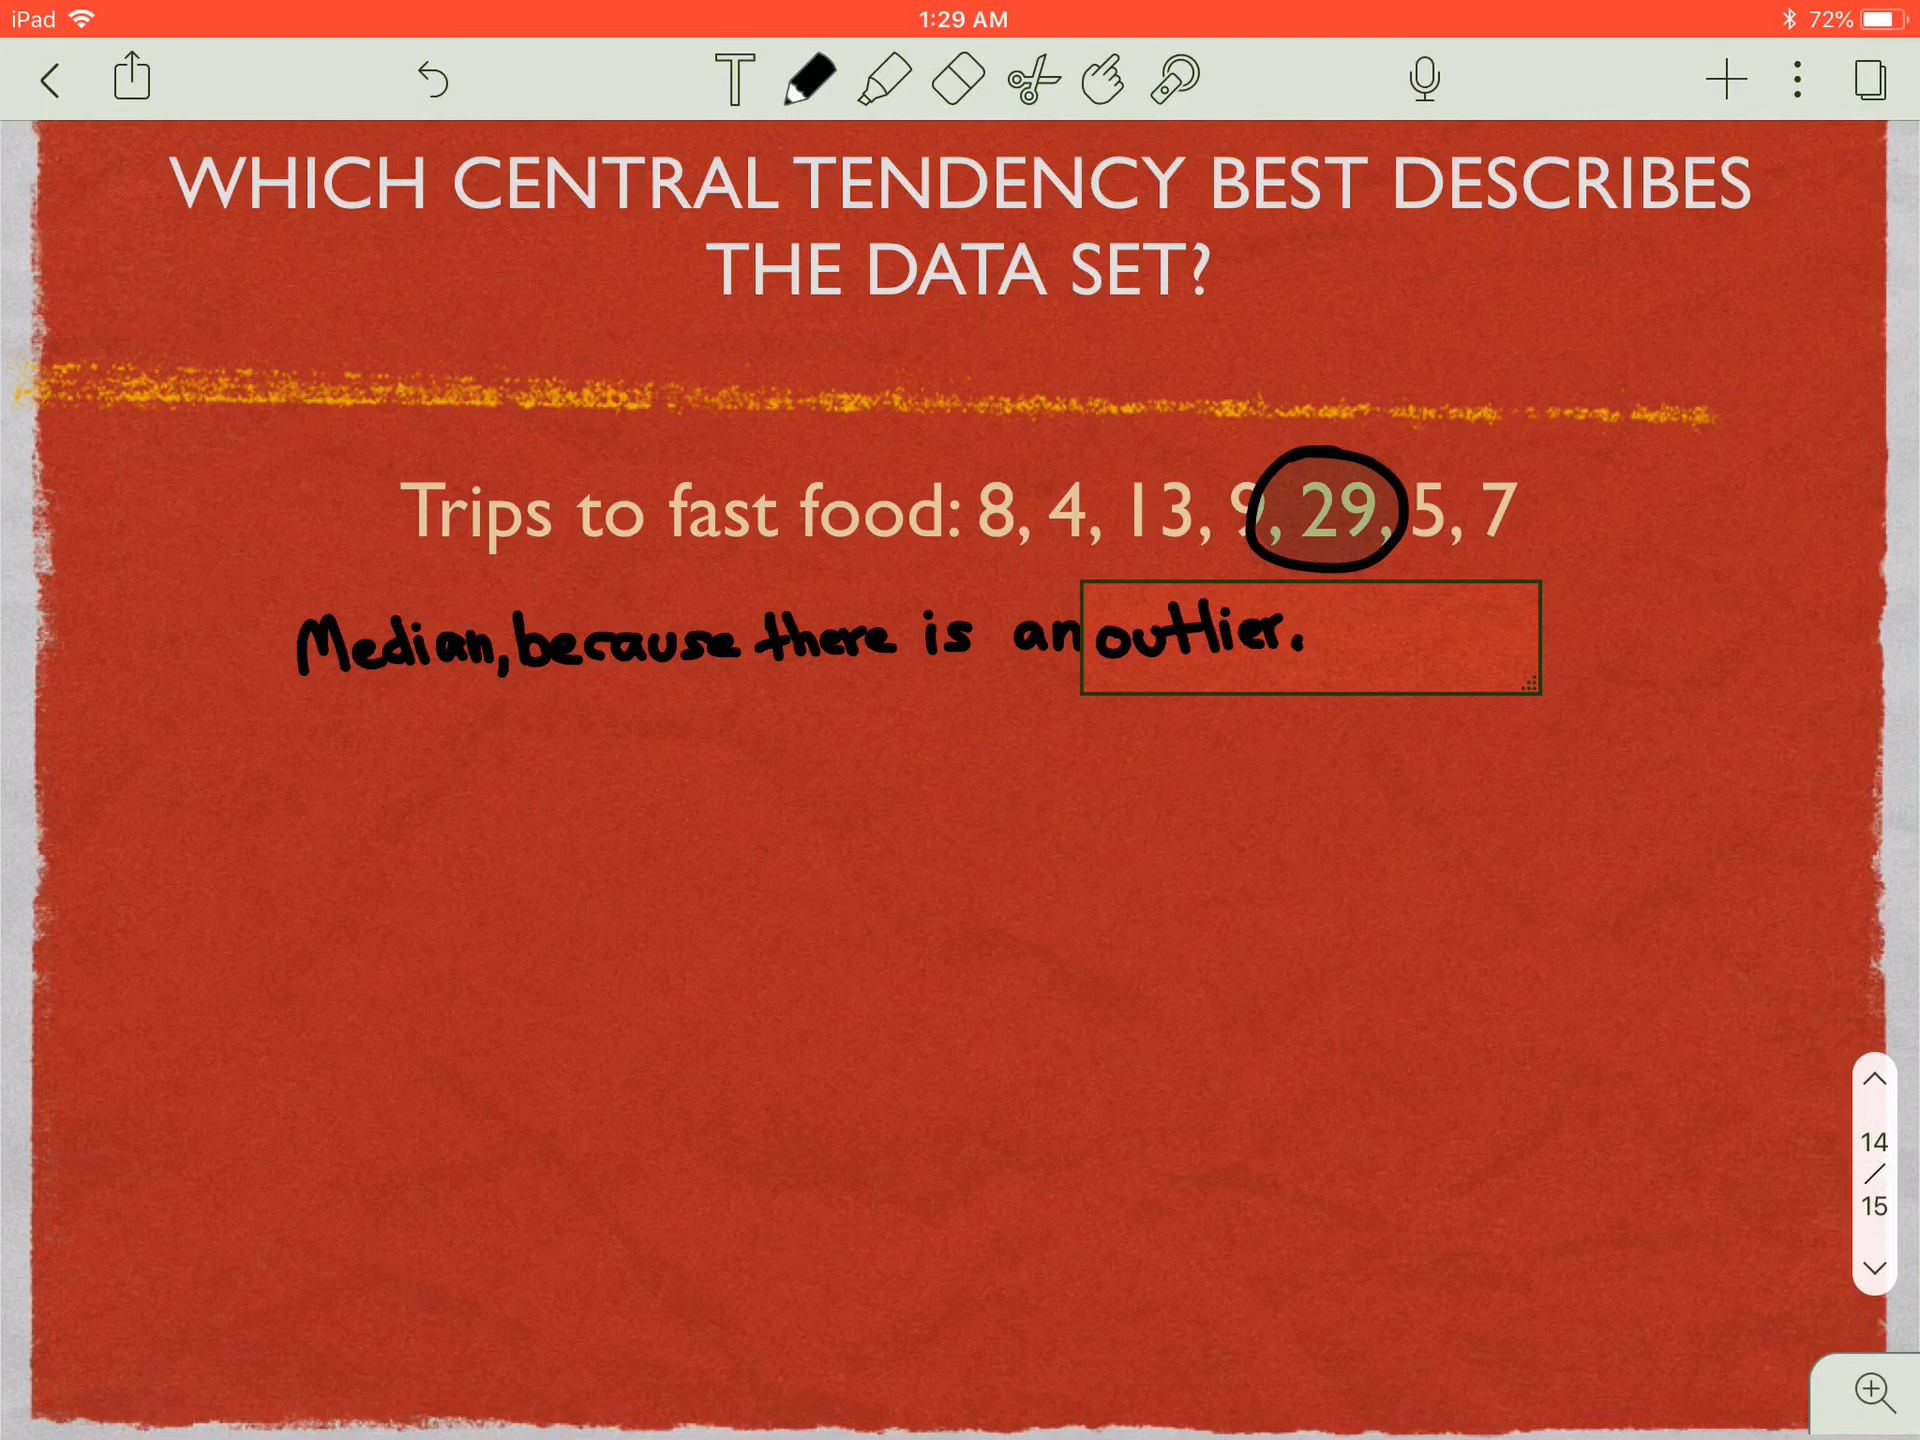 iPad 1:29 AM 72%
WHICH CENTRAL TENDENCY BEST DESCRIBES
THE DATA SET?
Trips to fast food: 8, 4, 13, 9, 29, 5, 7
Median, because there is an outlier.
14
/
15